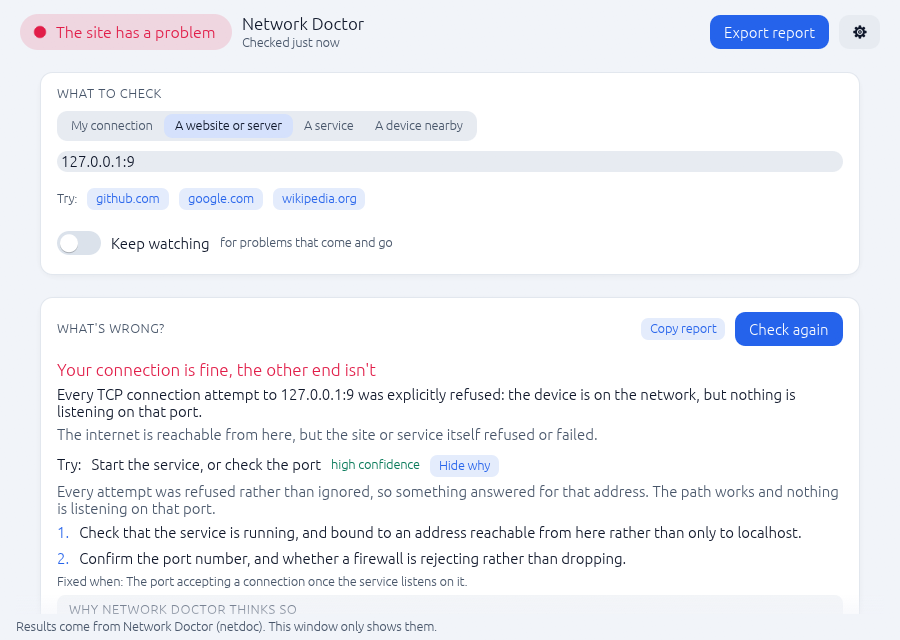 The site has a problem
Network Doctor
Checked just now
Export report
WHAT TO CHECK
My connection
A website or server
A service
A device nearby
127.0.0.1:9
Try:
github.com
google.com
wikipedia.org
Keep watching
for problems that come and go
WHAT'S WRONG?
Copy report
Check again
Your connection is fine, the other end isn't
Every TCP connection attempt to 127.0.0.1:9 was explicitly refused: the device is on the network, but nothing is
listening on that port.
The internet is reachable from here, but the site or service itself refused or failed.
Try: Start the service, or check the port
high confidence
Hide why
Every attempt was refused rather than ignored, so something answered for that address. The path works and nothing
is listening on that port.
1. Check that the service is running, and bound to an address reachable from here rather than only to localhost.
2. Confirm the port number, and whether a firewall is rejecting rather than dropping.
Fixed when: The port accepting a connection once the service listens on it.
WHY NETWORK DOCTOR THINKS SO
Results come from Network Doctor (netdoc). This window only shows them.